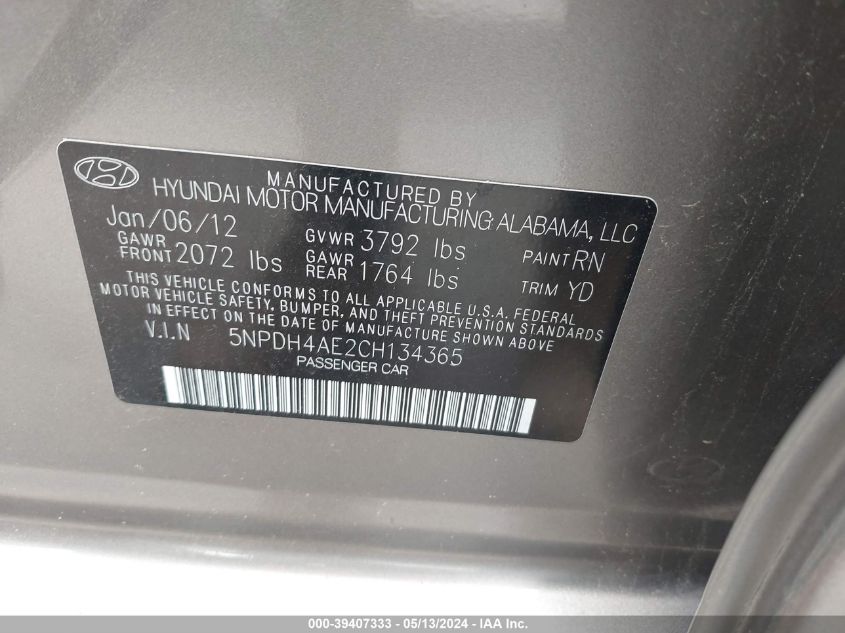 MANUFACTURED BY
HYUNDAI MOTOR MANUFACTURING ALABAMA, LLC
Jan/06/12 GVWR 3792 lbs PAINT RN
GAWR FRONT 2072 lbs GAWR REAR 1764 lbs TRIM YD
THIS VEHICLE CONFORMS TO ALL APPLICABLE U.S.A. FEDERAL
MOTOR VEHICLE SAFETY, BUMPER, AND THEFT PREVENTION STANDARDS
IN EFFECT ON THE DATE OF MANUFACTURE SHOWN ABOVE.
V.I.N 5NPDH4AE2CH134365
PASSENGER CAR
000-39407333 - 05/13/2024 - IAA Inc.